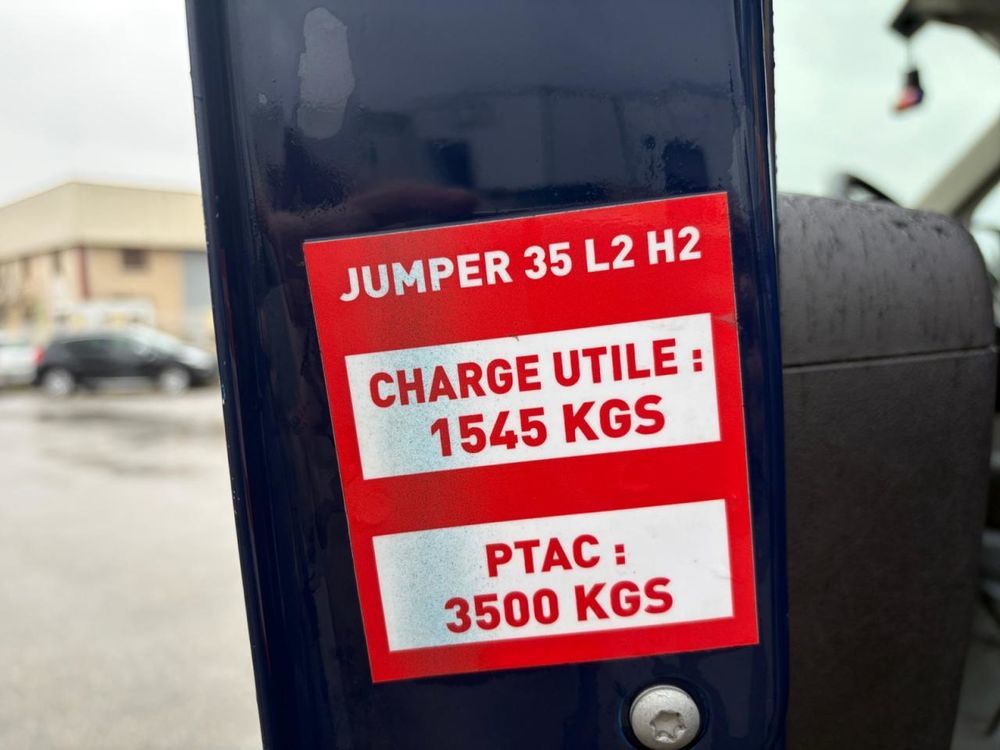 JUMPER 35 L2 H2
CHARGE UTILE :
1545 KGS
PTAC :
3500 KGS